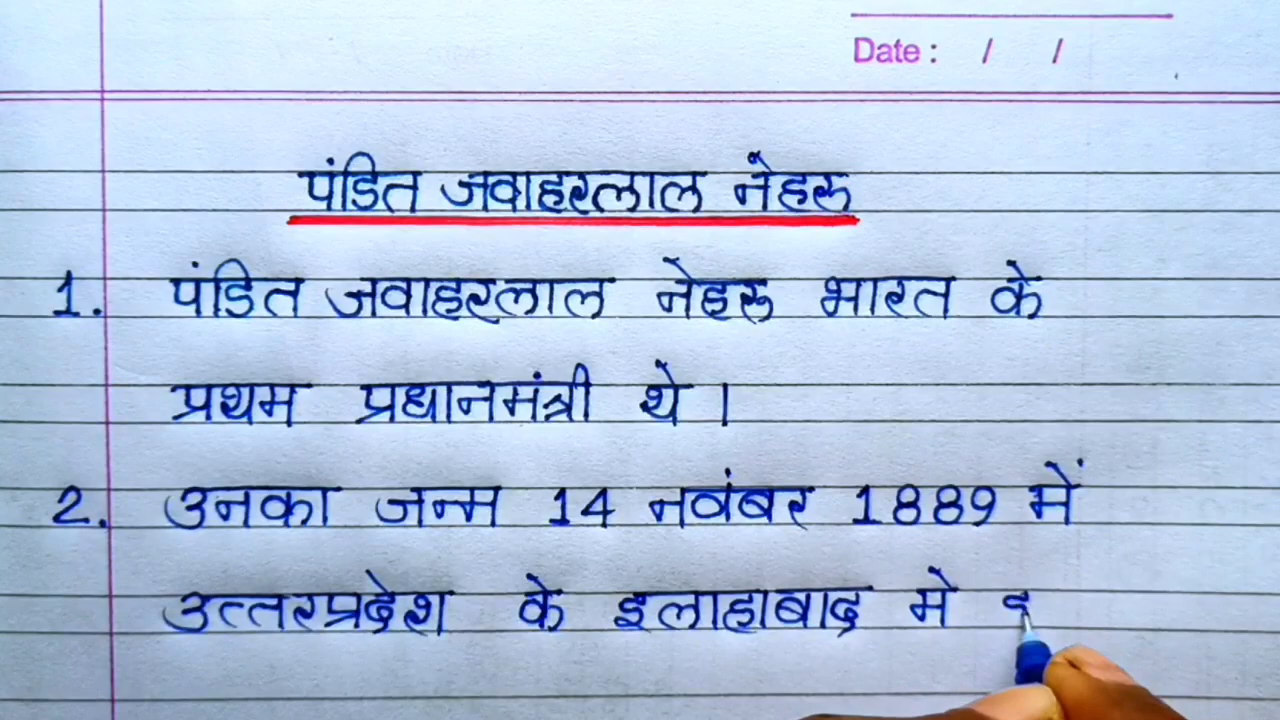 Date : / /
पंडित जवाहरलाल नेहरू
1. पंडित जवाहरलाल नेहरू भारत के
प्रथम प्रधानमंत्री थे।
2. उनका जन्म 14 नवंबर 1889 में
उत्तरप्रदेश के इलाहाबाद मे